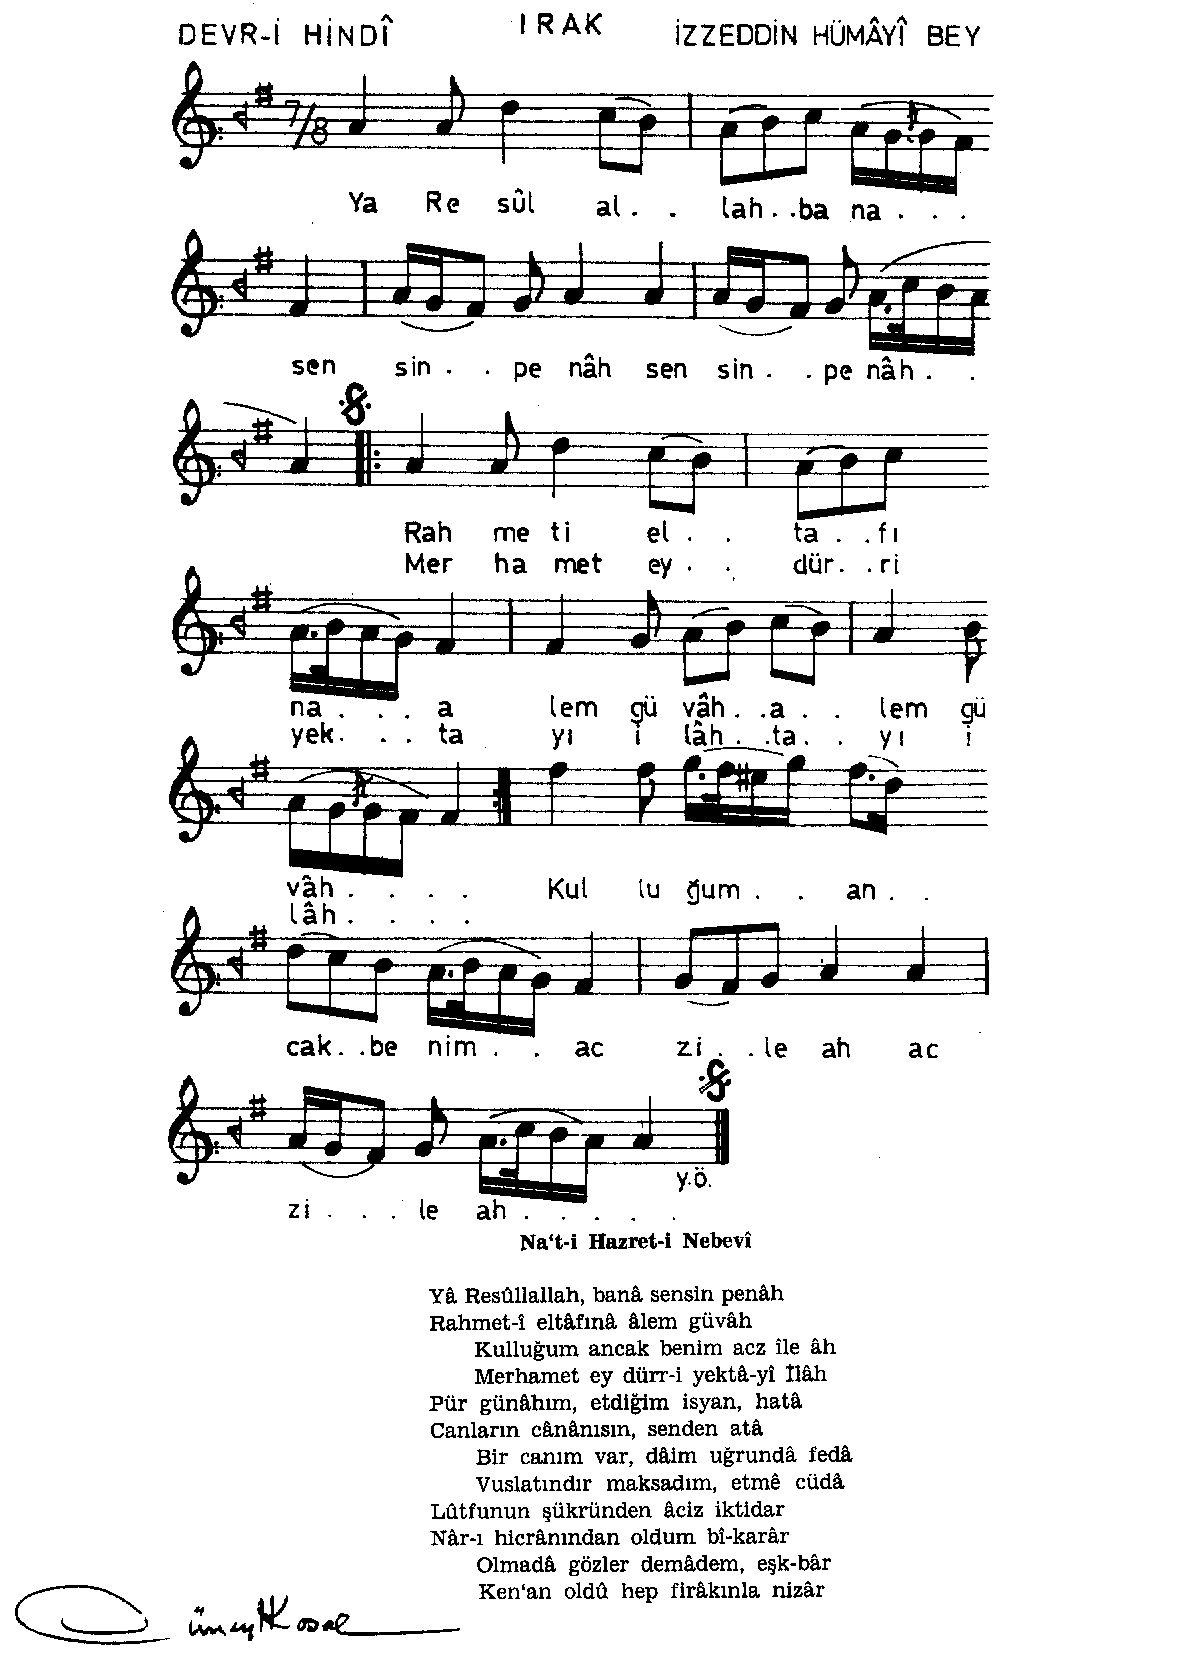 DEVR-İ HİNDÎ IRAK İZZEDDİN HÜMÂYÎ BEY
7/8
Ya Re sûl al . . lah . . ba na . . .
sen sin . . pe nâh sen sin . . pe nâh . .
Rah me ti el . . ta . . fı
Mer ha met ey . . dür. . ri
na . . . a lem gü vâh . . a . . lem gü
yek . . . ta yı i lâh . . ta . . yı i
vâh . . . . Kul lu ğum . . an . .
lâh . . . .
cak . . be nim . . ac zi . . le ah ac
zi . . . le ah . . . . .
y.ö.
Na‘t-i Hazret-i Nebevî
Yâ Resûllallah, banâ sensin penâh
Rahmet-î eltâfınâ âlem güvâh
Kulluğum ancak benim acz île âh
Merhamet ey dürr-i yektâ-yî İlâh
Pür günâhım, etdiğim isyan, hatâ
Canların cânânısın, senden atâ
Bir canım var, dâim uğrundâ fedâ
Vuslatındır maksadım, etmê cüdâ
Lûtfunun şükründen âciz iktidar
Nâr-ı hicrânından oldum bî-karâr
Olmadâ gözler demâdem, eşk-bâr
Ken‘an oldû hep firâkınla nizâr
Cüneyt Kosal